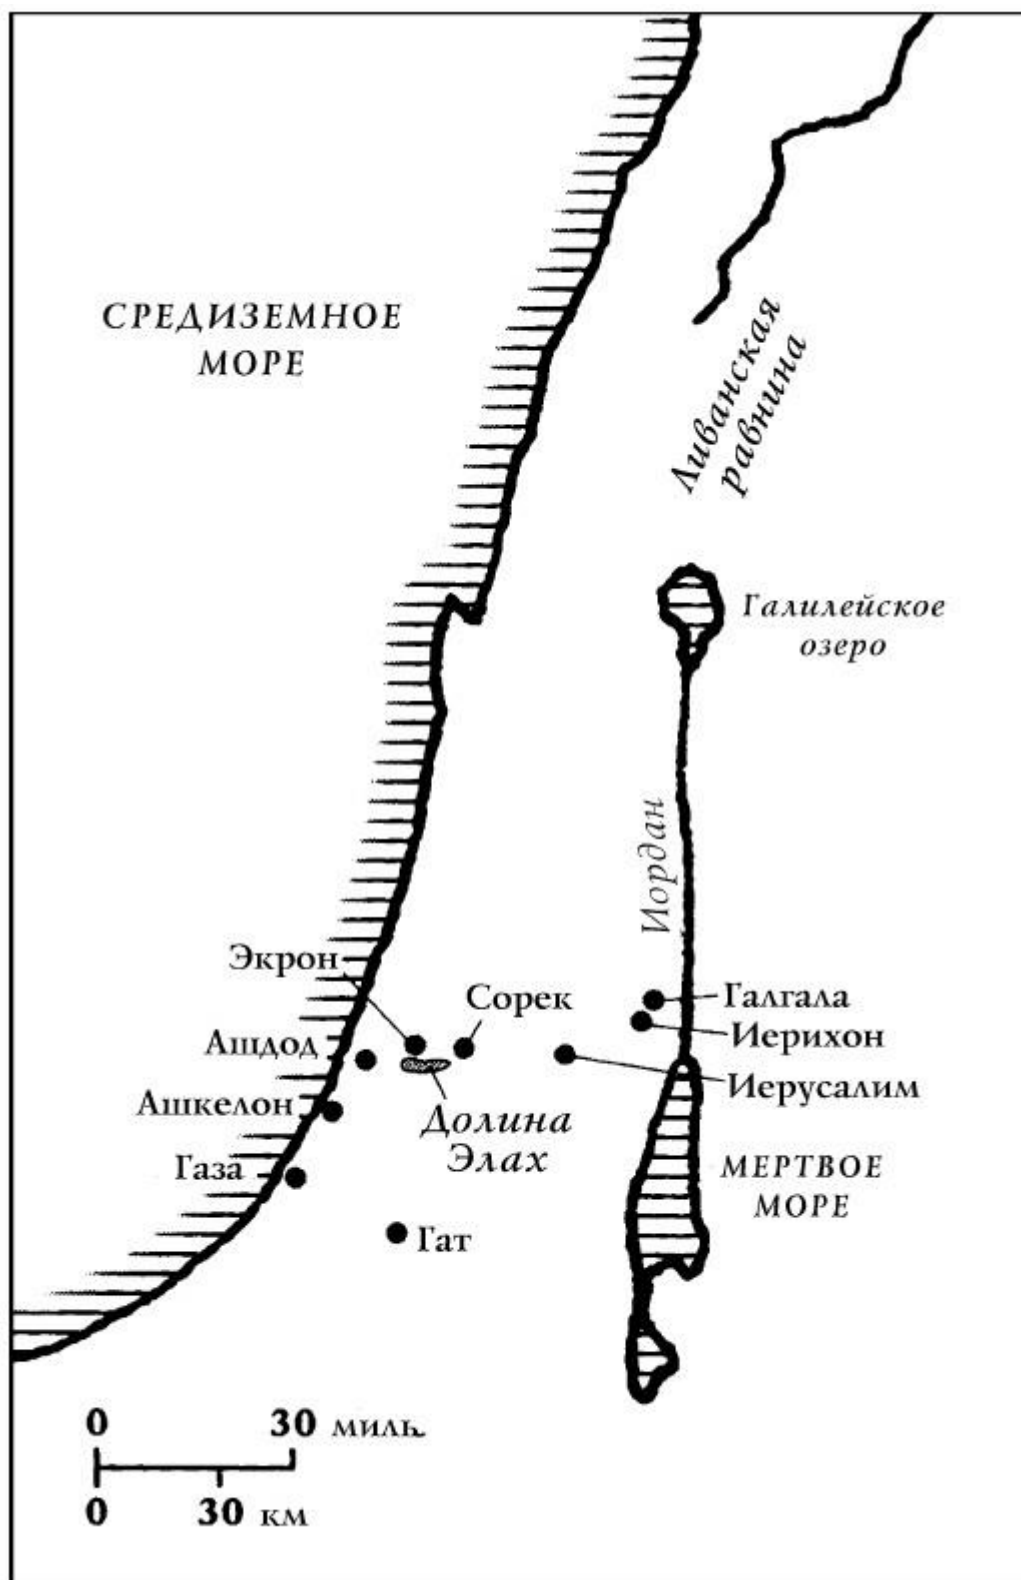 СРЕДИЗЕМНОЕ
МОРЕ
Ливанская
равнина
Галилейское
озеро
Иордан
Экрон
Сорек
Галгала
Иерихон
Ашдод
Иерусалим
Ашкелон
Долина
Элах
Газа
МЕРТВОЕ
МОРЕ
Гат
0 30 миль
0 30 км